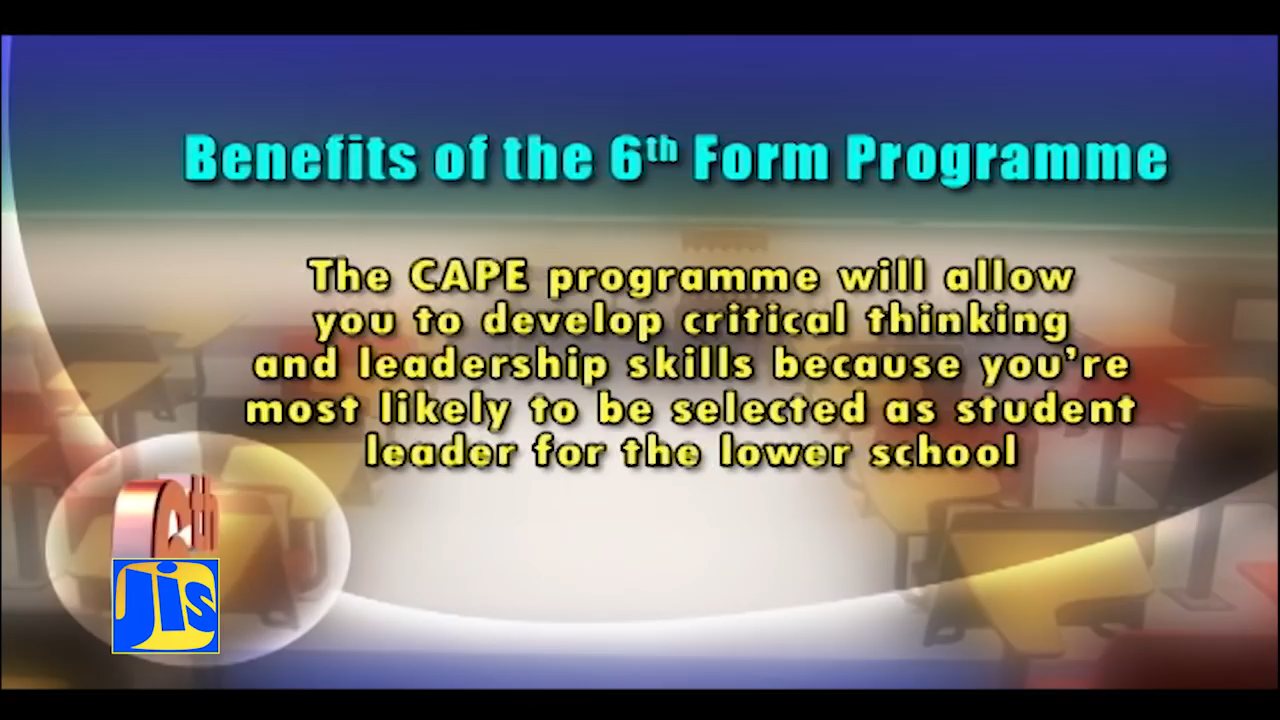 Benefits of the 6th Form Programme
The CAPE programme will allow
you to develop critical thinking
and leadership skills because you're
most likely to be selected as student
leader for the lower school
6th
Jis